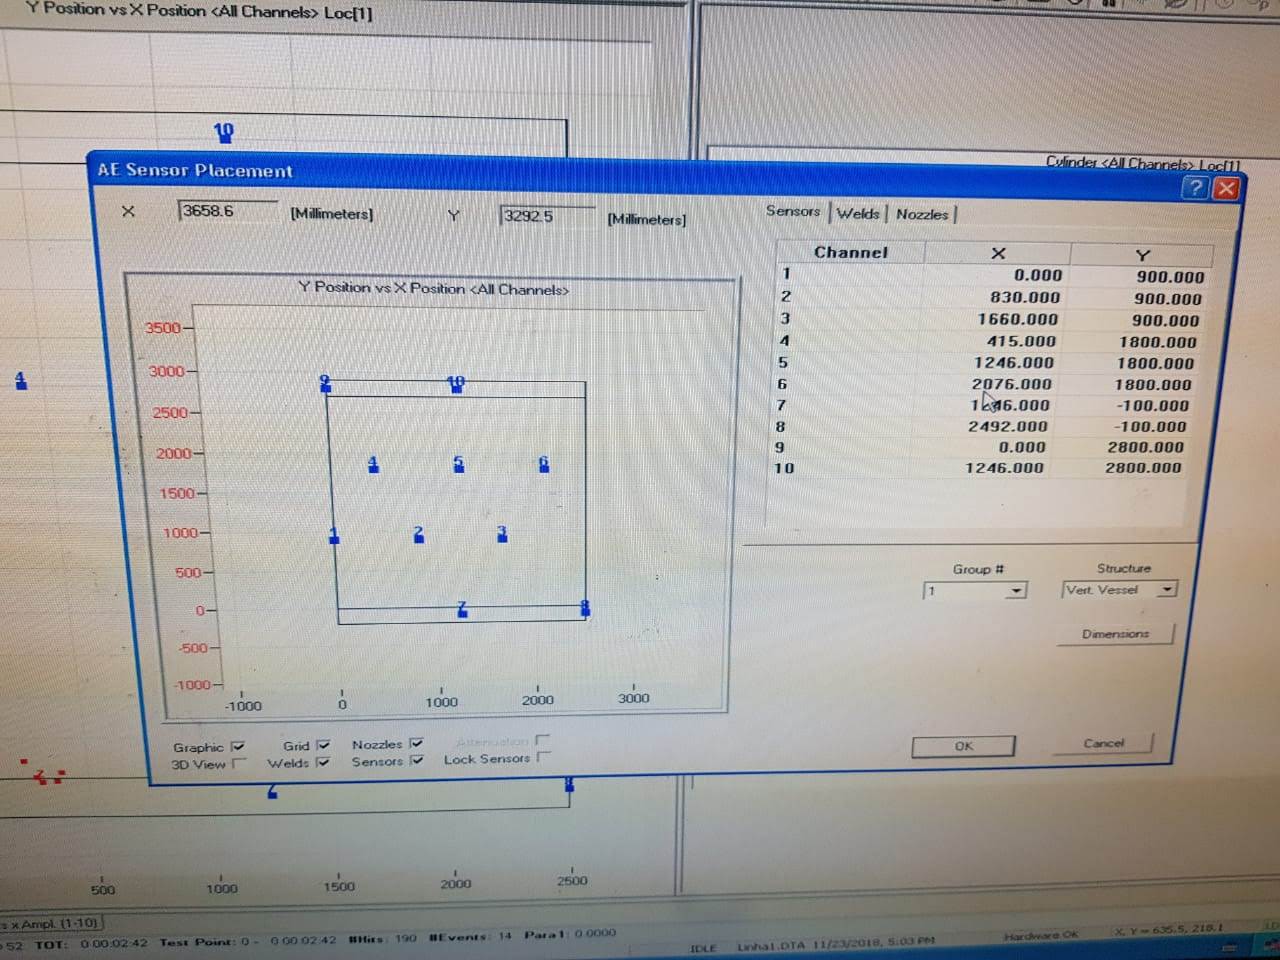 Y Position vs X Position <All Channels> Loc[1]
10
Cylinder <All Channels> Loc[1]
AE Sensor Placement
X 3658.6 [Millimeters] Y 3292.5 [Millimeters]
Sensors Welds Nozzles
Channel X Y
1 0.000 900.000
2 830.000 900.000
3 1660.000 900.000
4 415.000 1800.000
5 1246.000 1800.000
6 2076.000 1800.000
7 -100.000
8 2492.000 -100.000
9 0.000 2800.000
10 1246.000 2800.000
Y Position vs X Position <All Channels>
3500
3000
2500
2000
1500
1000
500
0
-500
-1000
9 10
4 5 6
1 2 3
7 8
-1000 0 1000 2000 3000
4
Group # Structure
1 Vert. Vessel
Dimensions
Graphic Grid Nozzles Attenuation
3D View Welds Sensors Lock Sensors
OK Cancel
500 1000 1500 2000 2500
s x Ampl. (1-10)
52 TOT: 0 00:02:42 Test Point: 0 - 0 00:02:42 #Hits: 190 #Events: 14 Para1: 0.0000
IDLE Linha1.DTA 11/23/2018, 5:03 PM Hardware OK X, Y = 635.5, 218.1